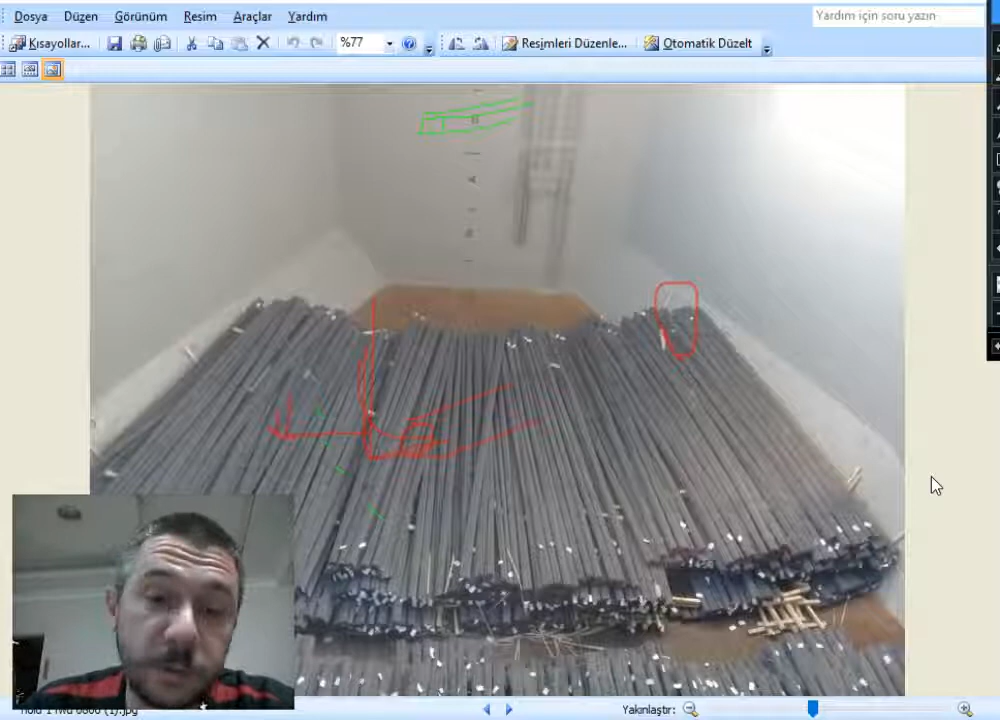 Dosya Düzen Görünüm Resim Araçlar Yardım
Yardım için soru yazın
Kısayollar... %77 Resimleri Düzenle... Otomatik Düzelt
Yakınlaştır: